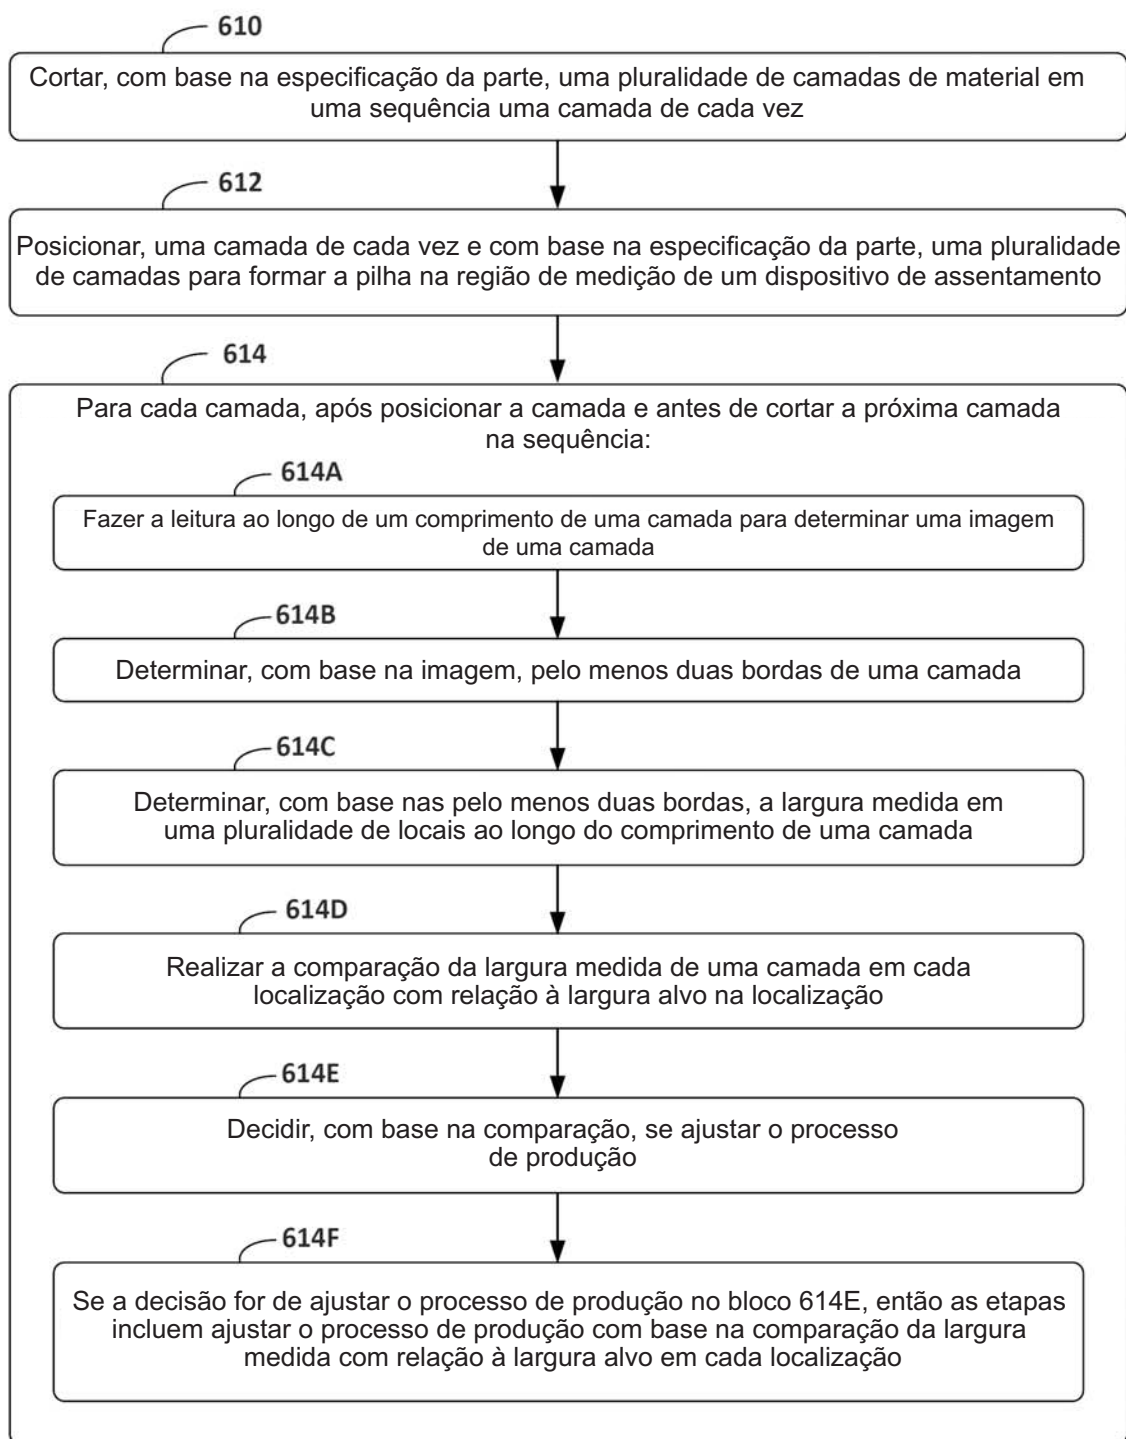 610
Cortar, com base na especificação da parte, uma pluralidade de camadas de material em
uma sequência uma camada de cada vez
612
Posicionar, uma camada de cada vez e com base na especificação da parte, uma pluralidade
de camadas para formar a pilha na região de medição de um dispositivo de assentamento
614
Para cada camada, após posicionar a camada e antes de cortar a próxima camada
na sequência:
614A
Fazer a leitura ao longo de um comprimento de uma camada para determinar uma imagem
de uma camada
614B
Determinar, com base na imagem, pelo menos duas bordas de uma camada
614C
Determinar, com base nas pelo menos duas bordas, a largura medida em
uma pluralidade de locais ao longo do comprimento de uma camada
614D
Realizar a comparação da largura medida de uma camada em cada
localização com relação à largura alvo na localização
614E
Decidir, com base na comparação, se ajustar o processo
de produção
614F
Se a decisão for de ajustar o processo de produção no bloco 614E, então as etapas
incluem ajustar o processo de produção com base na comparação da largura
medida com relação à largura alvo em cada localização